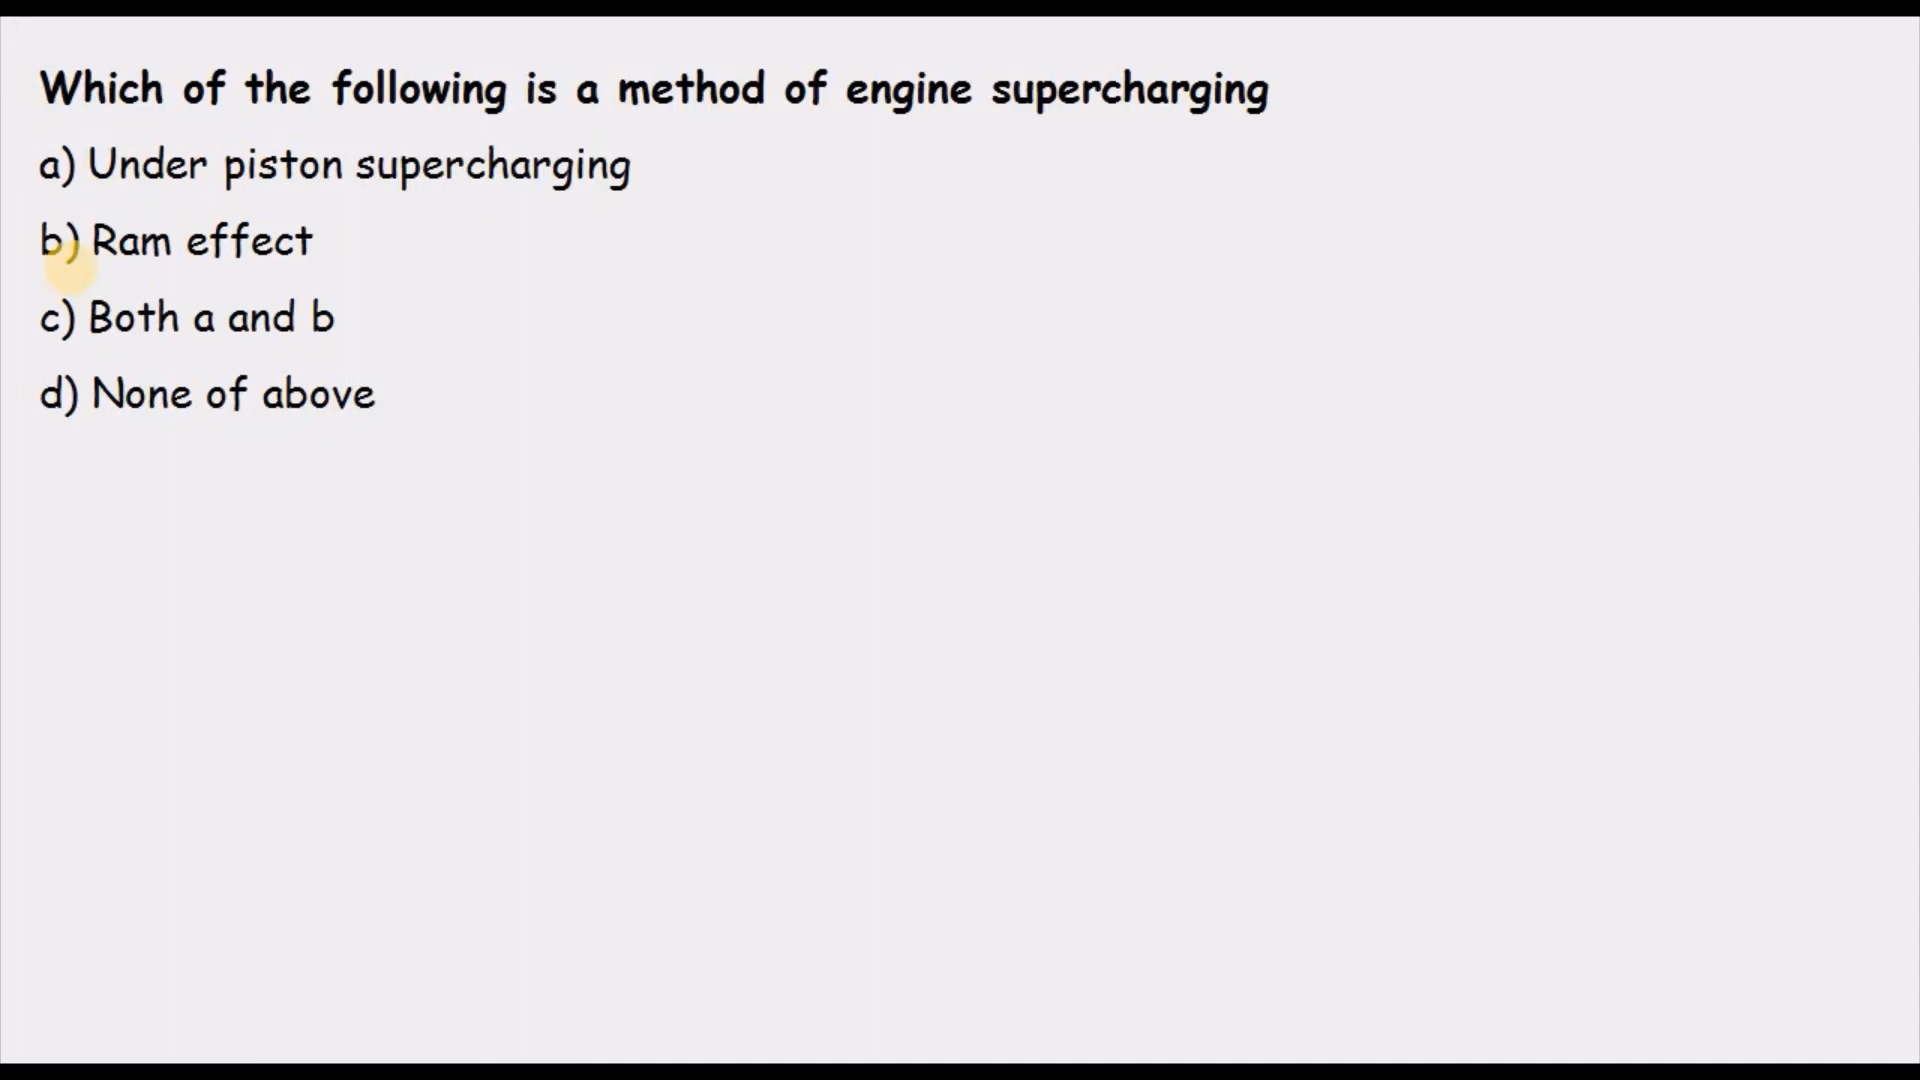 Which of the following is a method of engine supercharging
a) Under piston supercharging
b) Ram effect
c) Both a and b
d) None of above